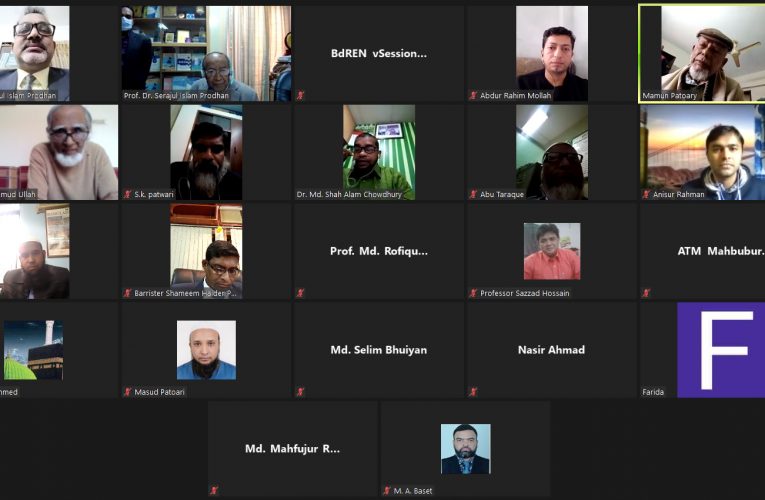 ul Islam Prodhan
Prof. Dr. Serajul Islam Prodhan
BdREN vSession...
Abdur Rahim Mollah
Mamun Patoary
mud Ullah
S.k. patwari
Dr. Md. Shah Alam Chowdhury
Abu Taraque
Anisur Rahman
Barrister Shameem Haider P...
Prof. Md. Rofiqu...
Professor Sazzad Hossain
ATM Mahbubur...
hmed
Masud Patoari
Md. Selim Bhuiyan
Nasir Ahmad
F
Farida
Md. Mahfujur R...
M. A. Baset